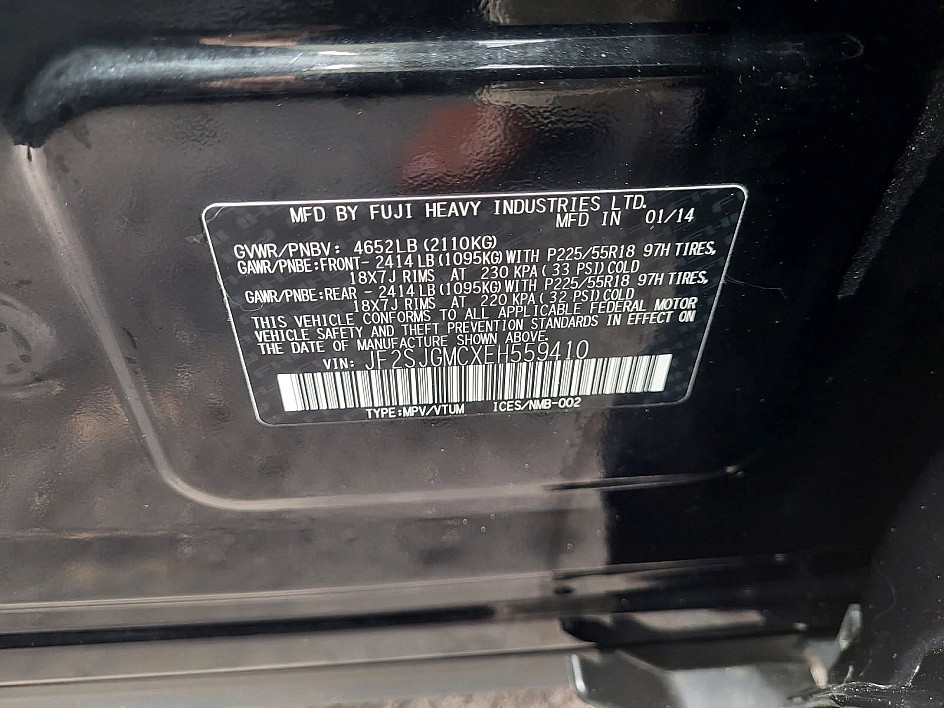 MFD BY FUJI HEAVY INDUSTRIES LTD.
MFD IN 01/14
GVWR/PNBV: 4652LB (2110KG)
GAWR/PNBE:FRONT- 2414LB (1095KG) WITH P225/55R18 97H TIRES,
18X7J RIMS AT 230 KPA ( 33 PSI) COLD
GAWR/PNBE:REAR - 2414LB (1095KG) WITH P225/55R18 97H TIRES,
18X7J RIMS AT 220 KPA ( 32 PSI) COLD
THIS VEHICLE CONFORMS TO ALL APPLICABLE FEDERAL MOTOR
VEHICLE SAFETY AND THEFT PREVENTION STANDARDS IN EFFECT ON
THE DATE OF MANUFACTURE SHOWN ABOVE.
VIN: JF2SJGMCXEH559410
TYPE:MPV/VTUM ICES/NMB-002